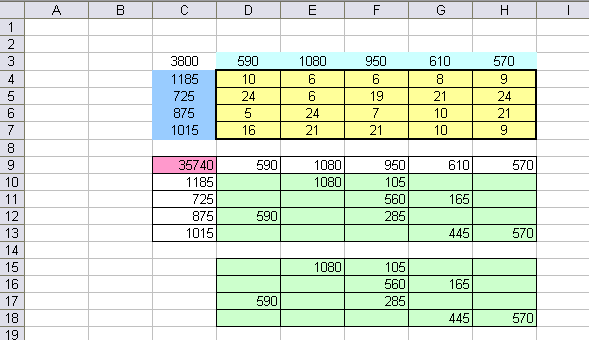 A B C D E F G H I
1
2
3 3800 590 1080 950 610 570
4 1185 10 6 6 8 9
5 725 24 6 19 21 24
6 875 5 24 7 10 21
7 1015 16 21 21 10 9
8
9 35740 590 1080 950 610 570
10 1185 1080 105
11 725 560 165
12 875 590 285
13 1015 445 570
14
15 1080 105
16 560 165
17 590 285
18 445 570
19